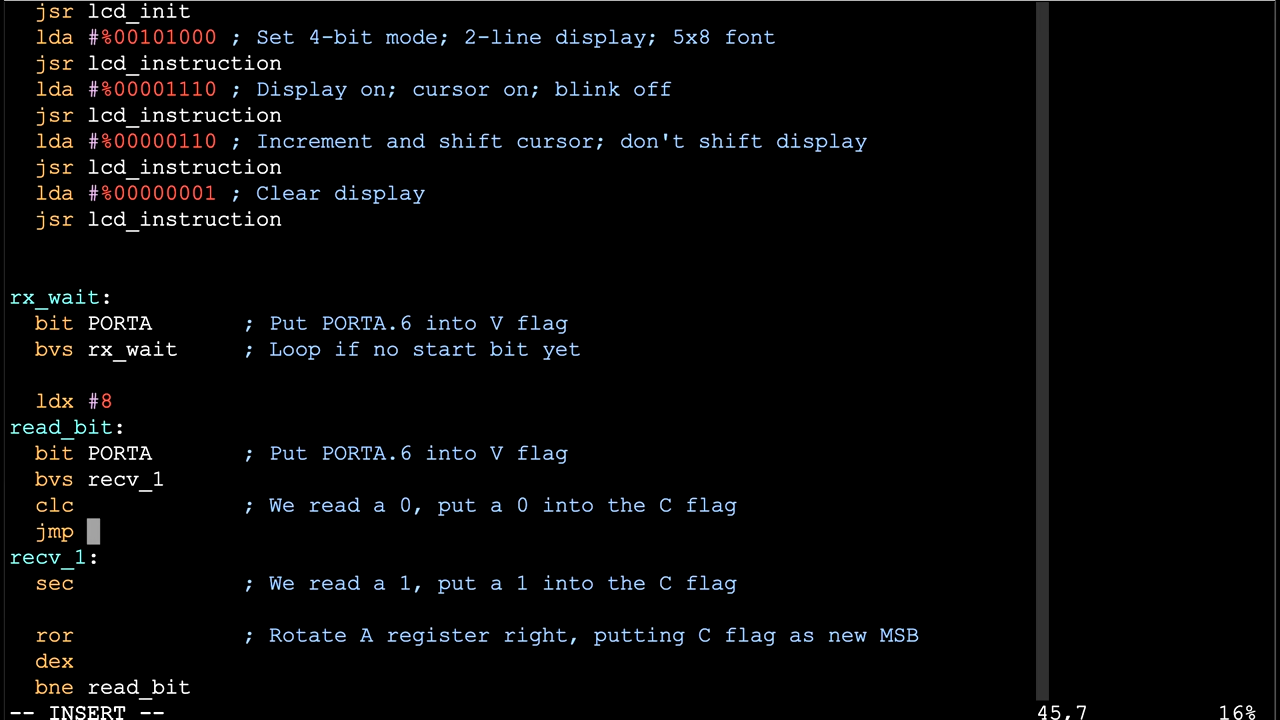 jsr lcd_init
lda #%00101000 ; Set 4-bit mode; 2-line display; 5x8 font
jsr lcd_instruction
lda #%00001110 ; Display on; cursor on; blink off
jsr lcd_instruction
lda #%00000110 ; Increment and shift cursor; don't shift display
jsr lcd_instruction
lda #%00000001 ; Clear display
jsr lcd_instruction
rx_wait:
bit PORTA ; Put PORTA.6 into V flag
bvs rx_wait ; Loop if no start bit yet
ldx #8
read_bit:
bit PORTA ; Put PORTA.6 into V flag
bvs recv_1
clc ; We read a 0, put a 0 into the C flag
jmp
recv_1:
sec ; We read a 1, put a 1 into the C flag
ror ; Rotate A register right, putting C flag as new MSB
dex
bne read_bit
-- INSERT -- 45,7 16%